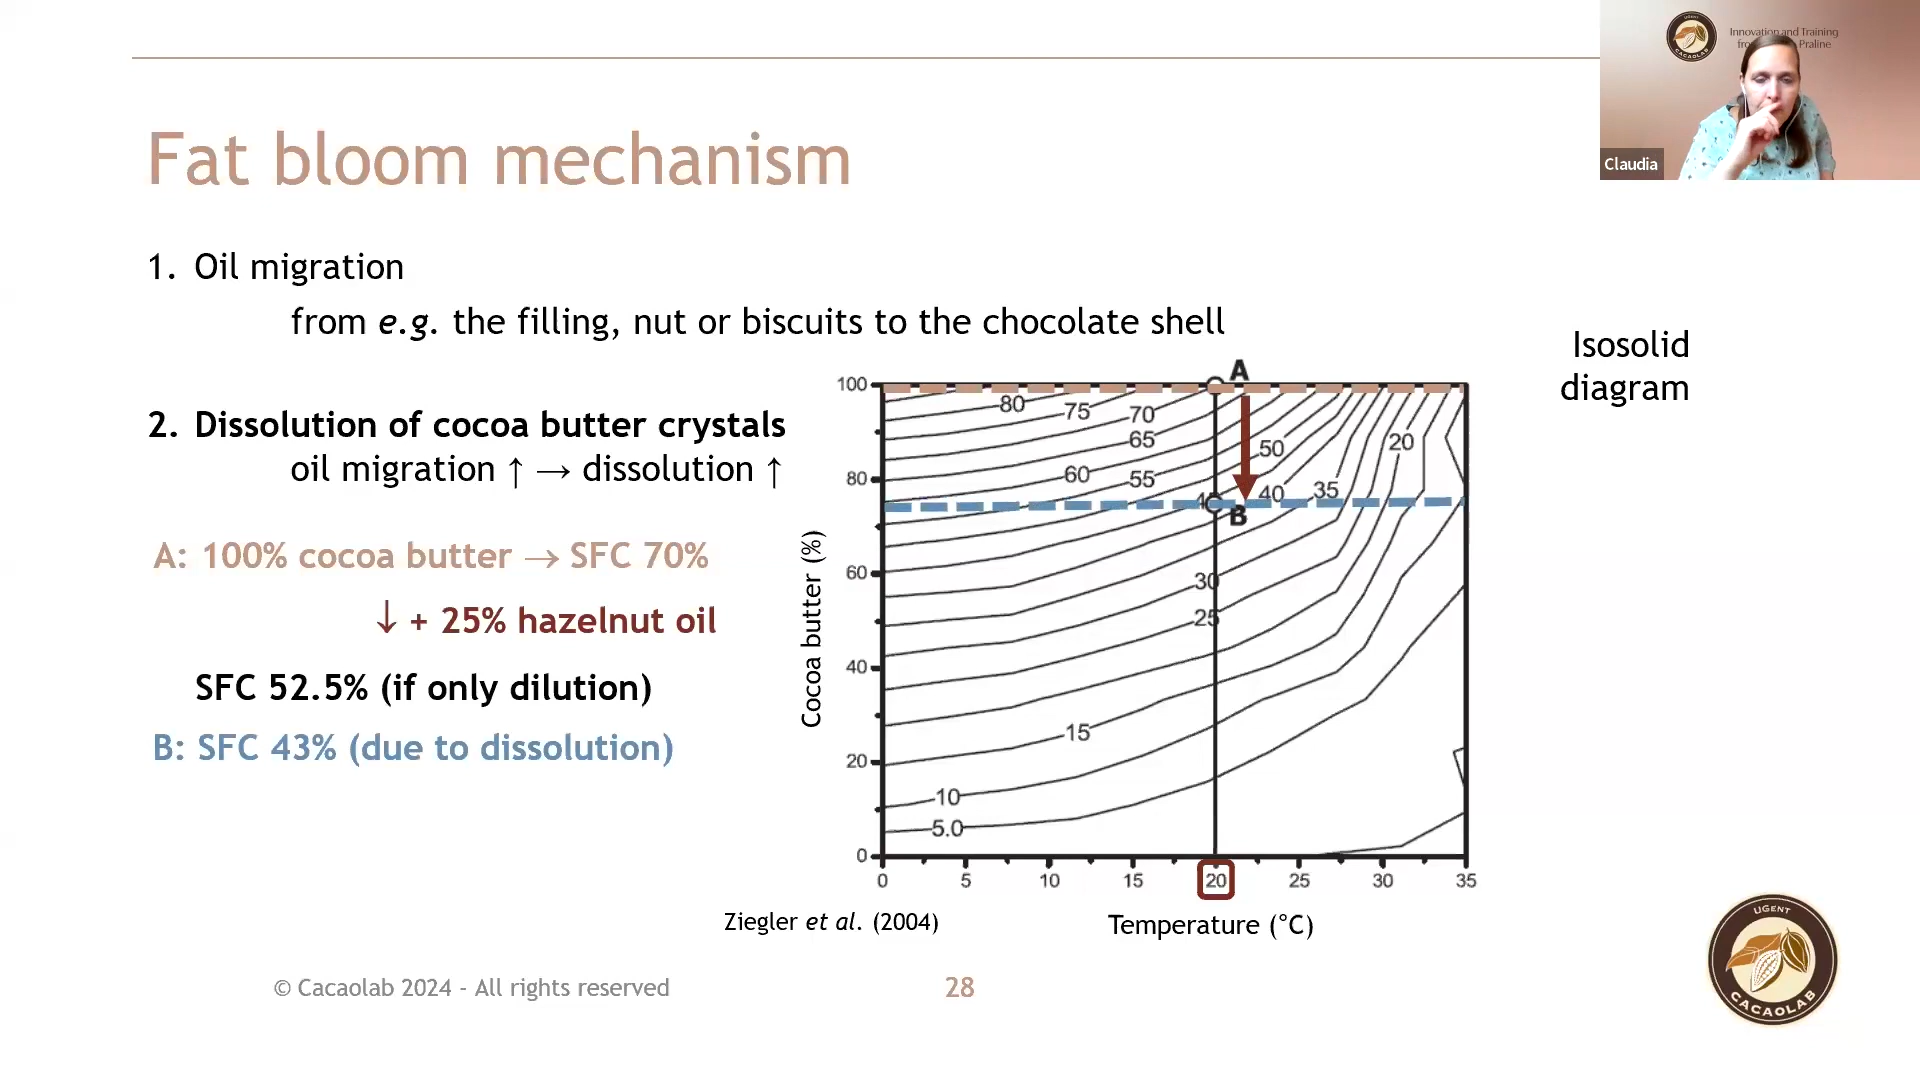 Innovation and Training
Praline
UGENT
CACAOLAB
Claudia
Fat bloom mechanism
1. Oil migration
from e.g. the filling, nut or biscuits to the chocolate shell
Isosolid
diagram
2. Dissolution of cocoa butter crystals
oil migration ↑ → dissolution ↑
A: 100% cocoa butter → SFC 70%
↓ + 25% hazelnut oil
SFC 52.5% (if only dilution)
B: SFC 43% (due to dissolution)
A
100
80
60
40
20
0
Cocoa butter (%)
80
75
70
65
60
55
50
40
35
20
B
30
25
15
10
5.0
0
5
10
15
20
25
30
35
Temperature (°C)
Ziegler et al. (2004)
© Cacaolab 2024 - All rights reserved
28
UGENT
CACAOLAB